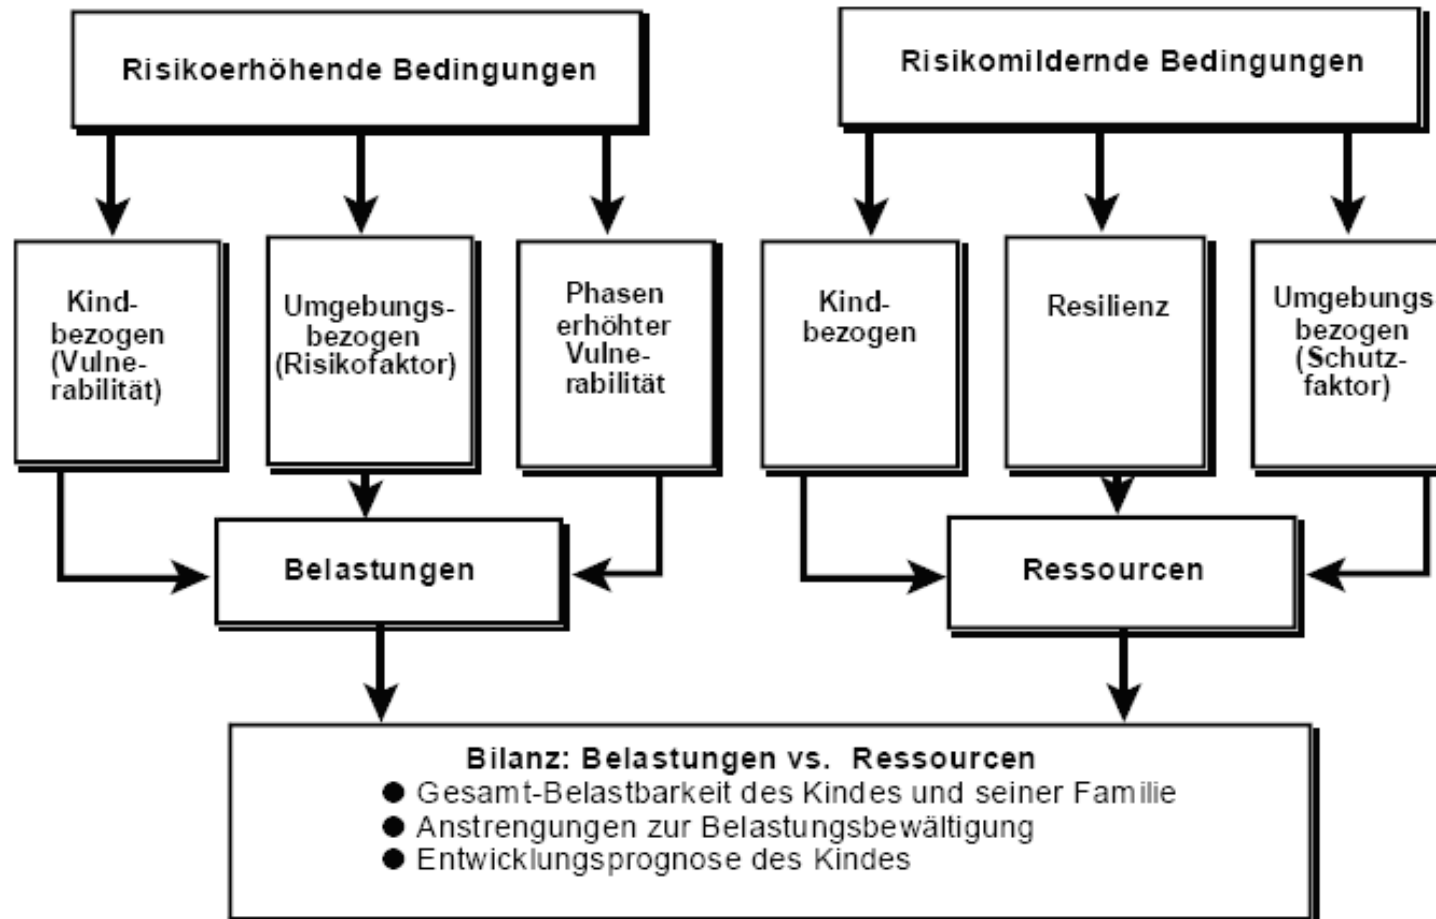 Risikoerhöhende Bedingungen
Risikomildernde Bedingungen
Kind-
bezogen
(Vulne-
rabilität)
Umgebungs-
bezogen
(Risikofaktor)
Phasen
erhöhter
Vulne-
rabilität
Kind-
bezogen
Resilienz
Umgebungs
bezogen
(Schutz-
faktor)
Belastungen
Ressourcen
Bilanz: Belastungen vs. Ressourcen
● Gesamt-Belastbarkeit des Kindes und seiner Familie
● Anstrengungen zur Belastungsbewältigung
● Entwicklungsprognose des Kindes